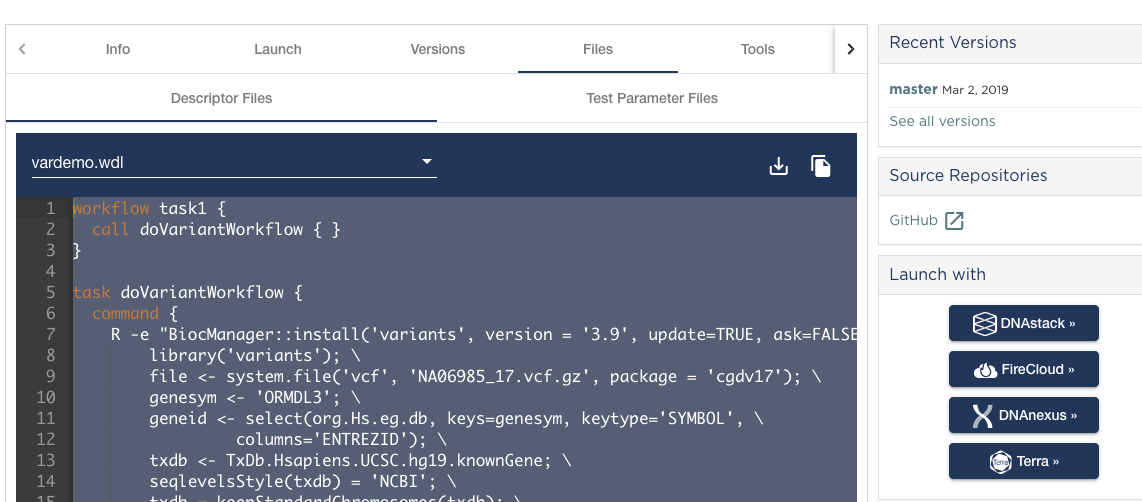 Info Launch Versions Files Tools
Descriptor Files Test Parameter Files
vardemo.wdl
1 workflow task1 {
2 call doVariantWorkflow { }
3 }
4
5 task doVariantWorkflow {
6 command {
7 R -e "BiocManager::install('variants', version = '3.9', update=TRUE, ask=FALSE
8 library('variants'); \
9 file <- system.file('vcf', 'NA06985_17.vcf.gz', package = 'cgdv17'); \
10 genesym <- 'ORMDL3'; \
11 geneid <- select(org.Hs.eg.db, keys=genesym, keytype='SYMBOL', \
12 columns='ENTREZID'); \
13 txdb <- TxDb.Hsapiens.UCSC.hg19.knownGene; \
14 seqlevelsStyle(txdb) = 'NCBI'; \
15 txdb = keepStandardChromosomes(txdb); \
Recent Versions
master Mar 2, 2019
See all versions
Source Repositories
GitHub
Launch with
DNAstack »
FireCloud »
DNAnexus »
Terra Terra »